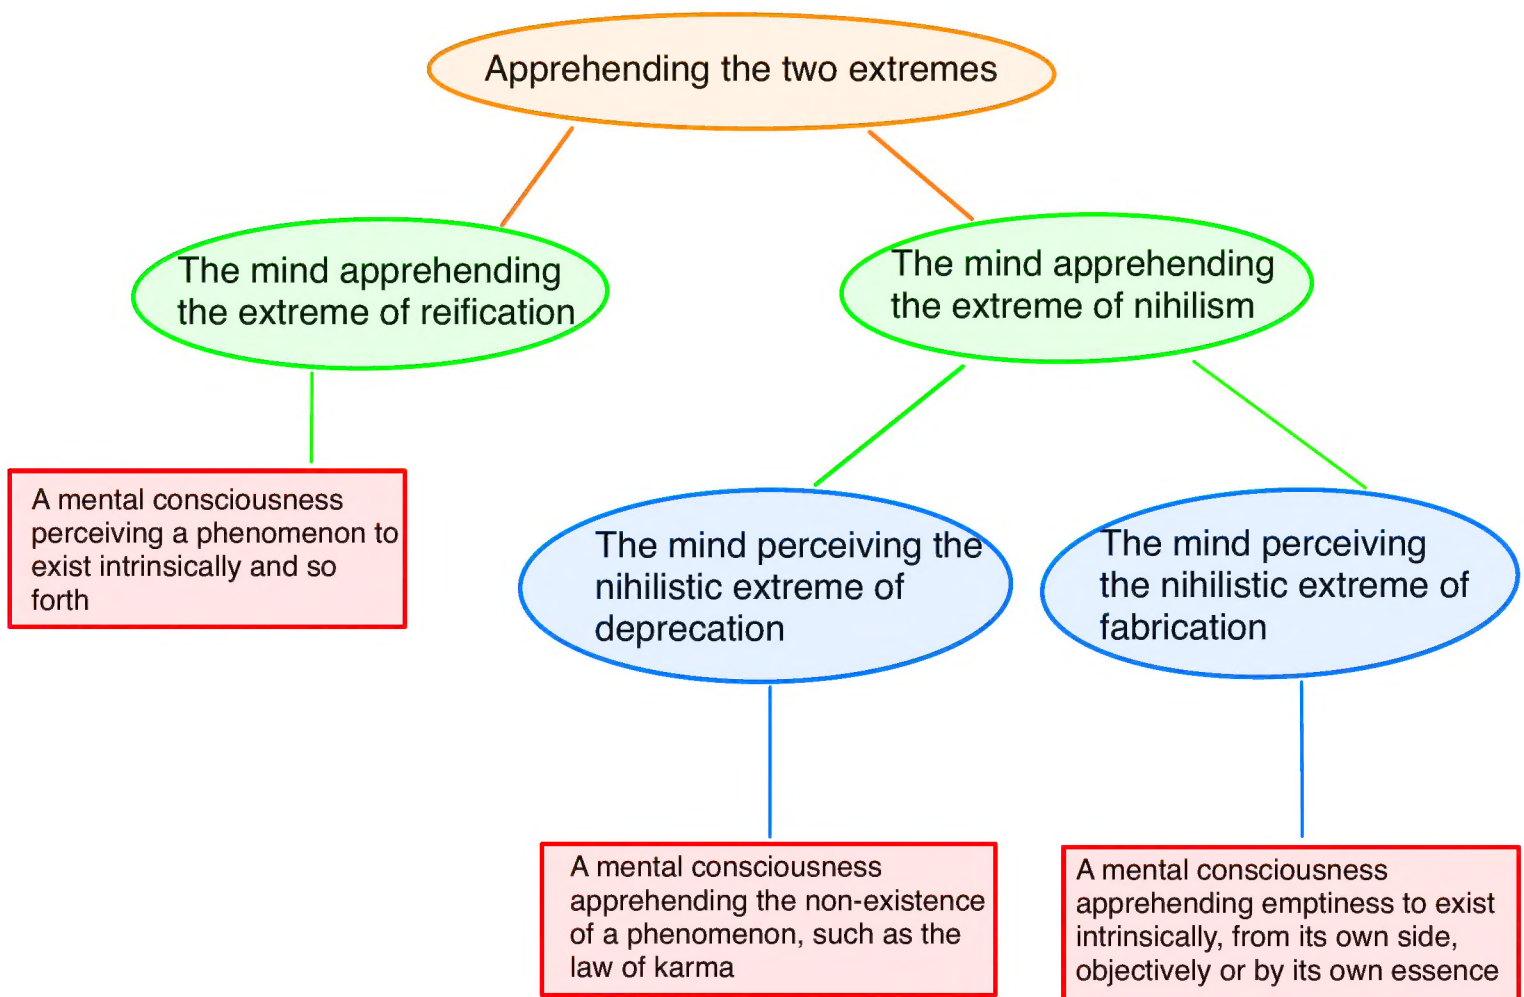 Apprehending the two extremes
The mind apprehending
the extreme of reification
The mind apprehending
the extreme of nihilism
A mental consciousness
perceiving a phenomenon to
exist intrinsically and so
forth
The mind perceiving the
nihilistic extreme of
deprecation
The mind perceiving
the nihilistic extreme of
fabrication
A mental consciousness
apprehending the non-existence
of a phenomenon, such as the
law of karma
A mental consciousness
apprehending emptiness to exist
intrinsically, from its own side,
objectively or by its own essence